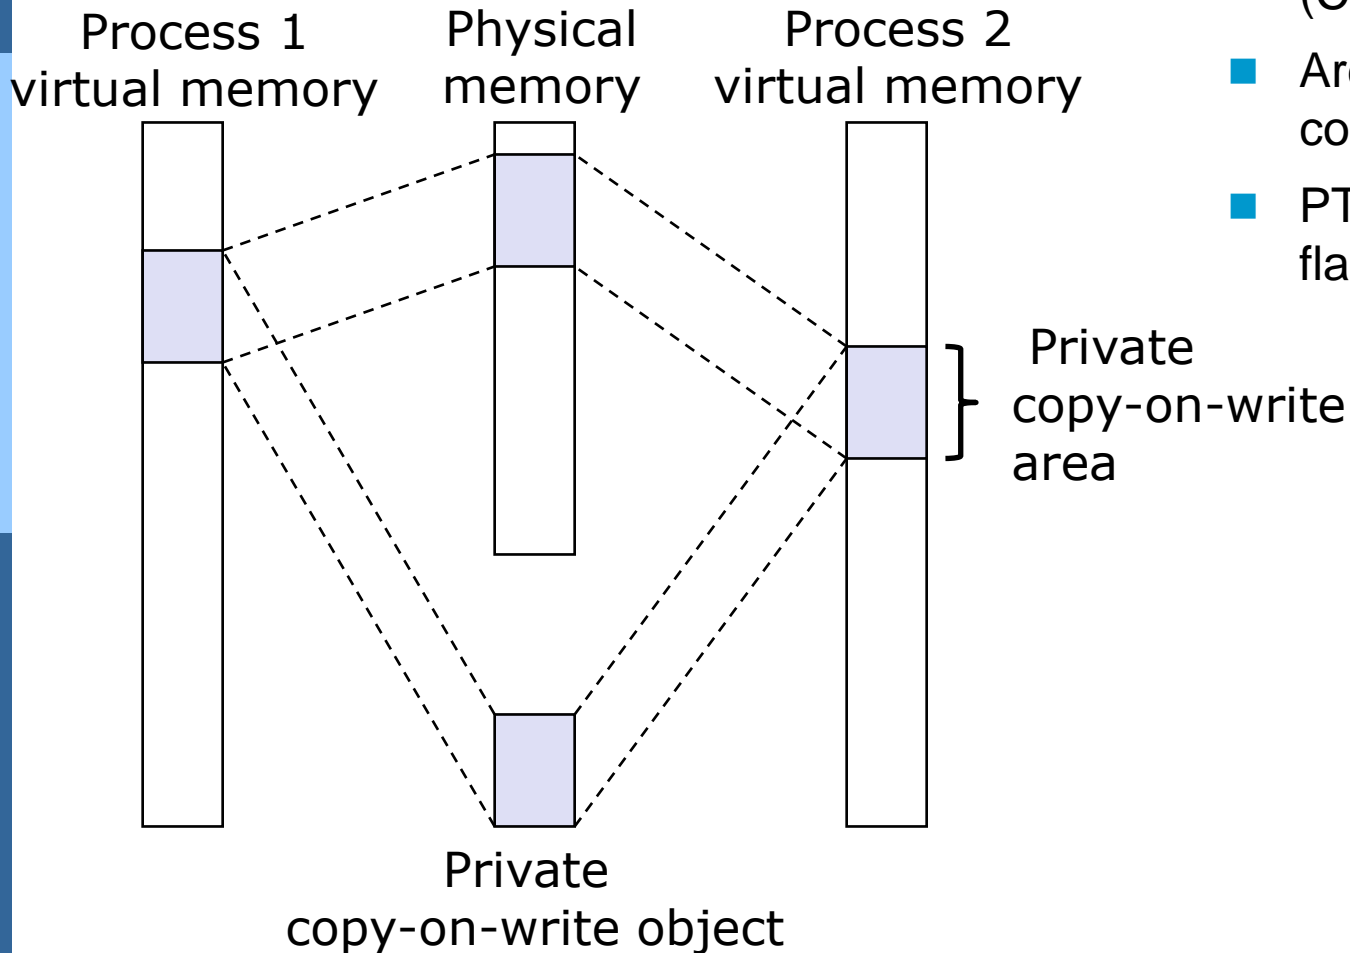 Process 1
virtual memory
Physical
memory
Process 2
virtual memory
Private
copy-on-write
area
Private
copy-on-write object